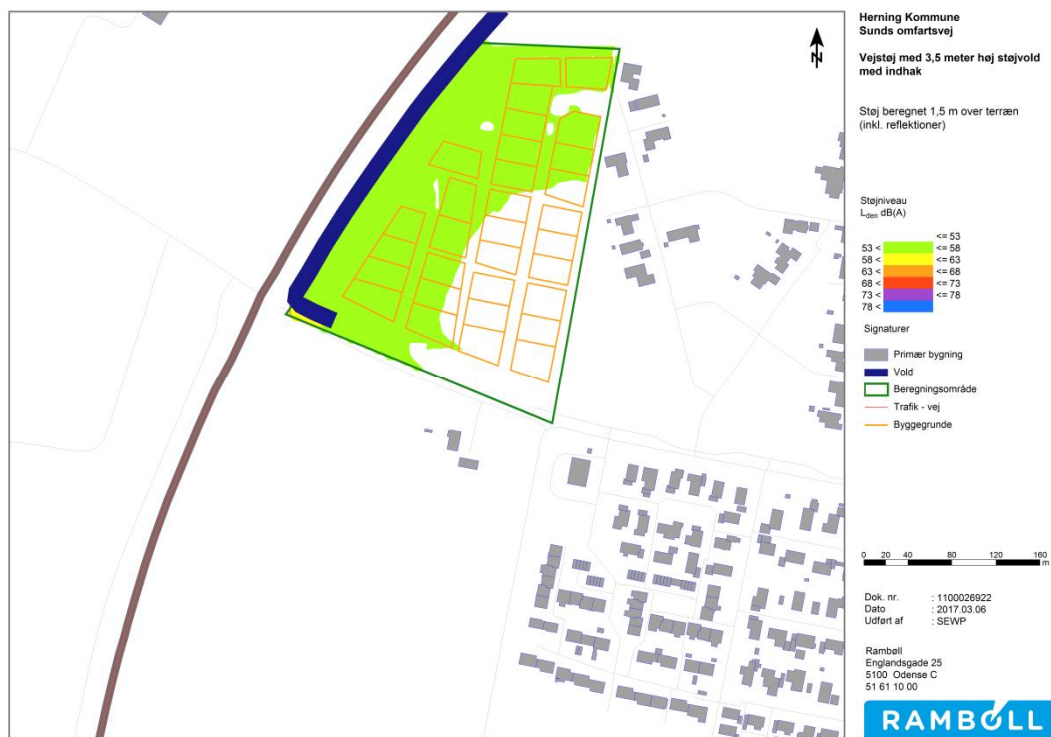 N
Herning Kommune
Sunds omfartsvej
Vejstøj med 3,5 meter høj støjvold
med indhak
Støj beregnet 1,5 m over terræn
(inkl. reflektioner)
Støjniveau
Lden dB(A)
<= 53
53 < <= 58
58 < <= 63
63 < <= 68
68 < <= 73
73 < <= 78
78 <
Signaturer
Primær bygning
Vold
Beregningsområde
Trafik - vej
Byggegrunde
0 20 40 80 120 160
m
Dok. nr. : 1100026922
Dato : 2017.03.06
Udført af : SEWP
Rambøll
Englandsgade 25
5100 Odense C
51 61 10 00
RAMBOLL